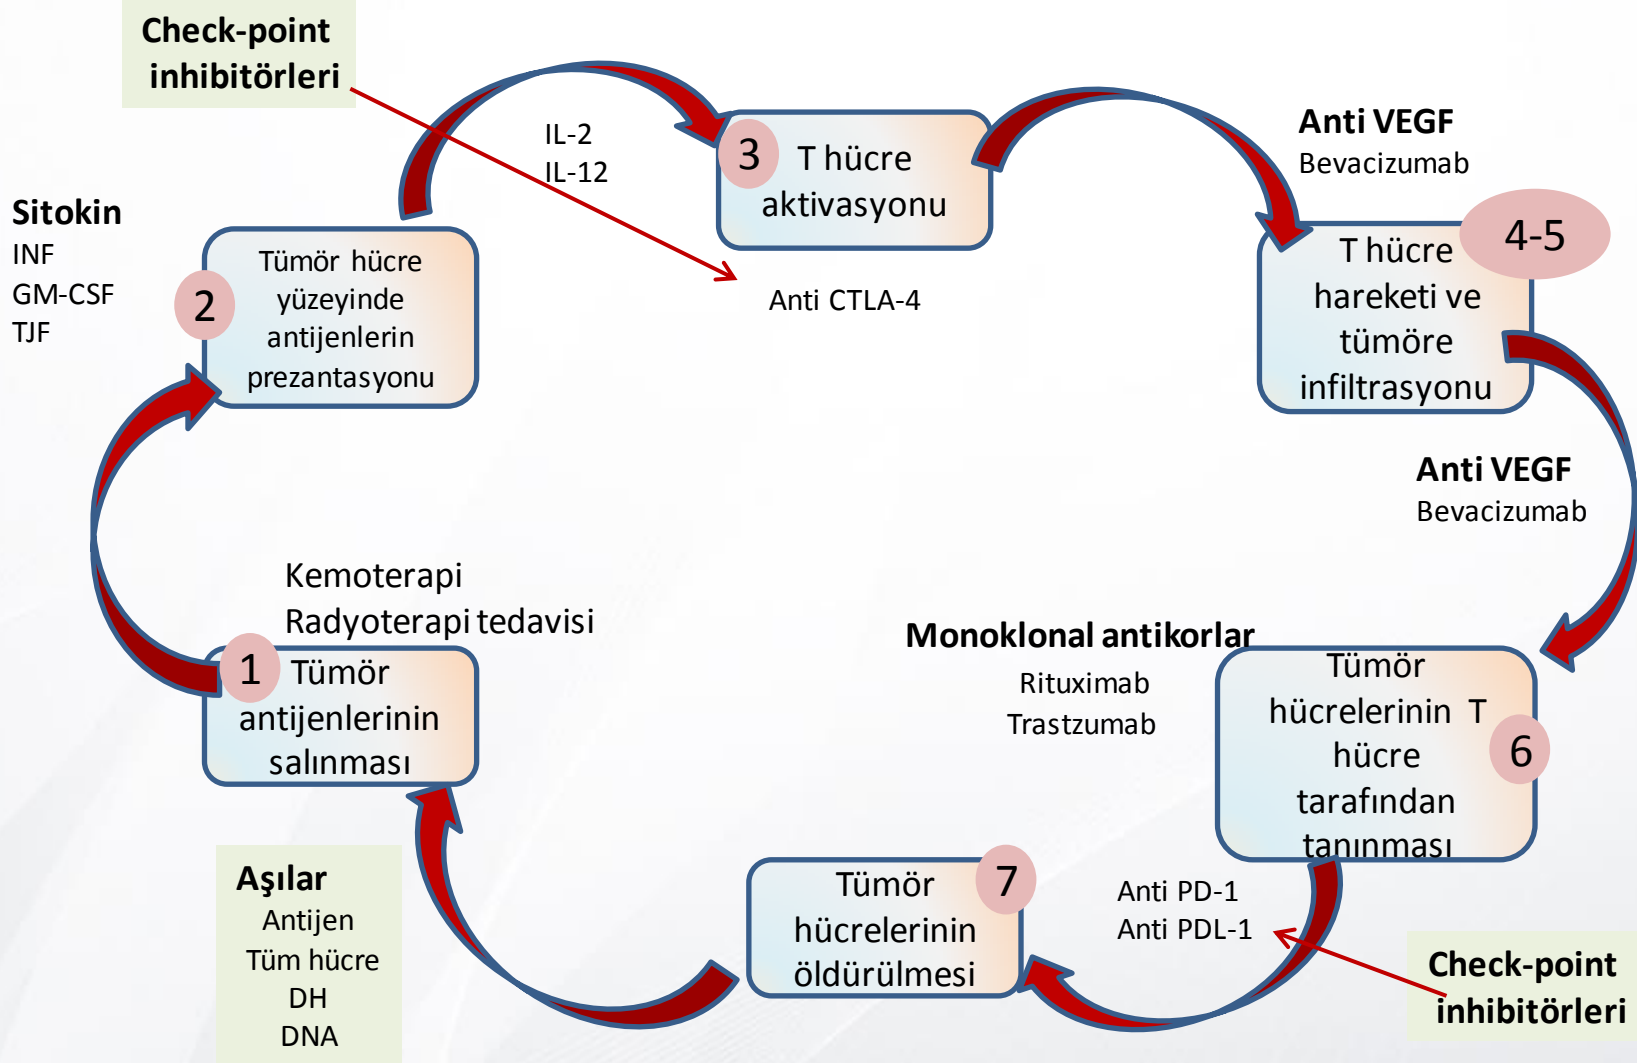 Check-point
inhibitörleri
IL-2
IL-12
3
T hücre
aktivasyonu
Anti CTLA-4
Anti VEGF
Bevacizumab
4-5
T hücre
hareketi ve
tümöre
infiltrasyonu
Sitokin
INF
GM-CSF
TJF
2
Tümör hücre
yüzeyinde
antijenlerin
prezantasyonu
Anti VEGF
Bevacizumab
Kemoterapi
Radyoterapi tedavisi
1
Tümör
antijenlerinin
salınması
Monoklonal antikorlar
Rituximab
Trastzumab
Tümör
hücrelerinin T
hücre
tarafından
tanınması
6
Aşılar
Antijen
Tüm hücre
DH
DNA
7
Tümör
hücrelerinin
öldürülmesi
Anti PD-1
Anti PDL-1
Check-point
inhibitörleri